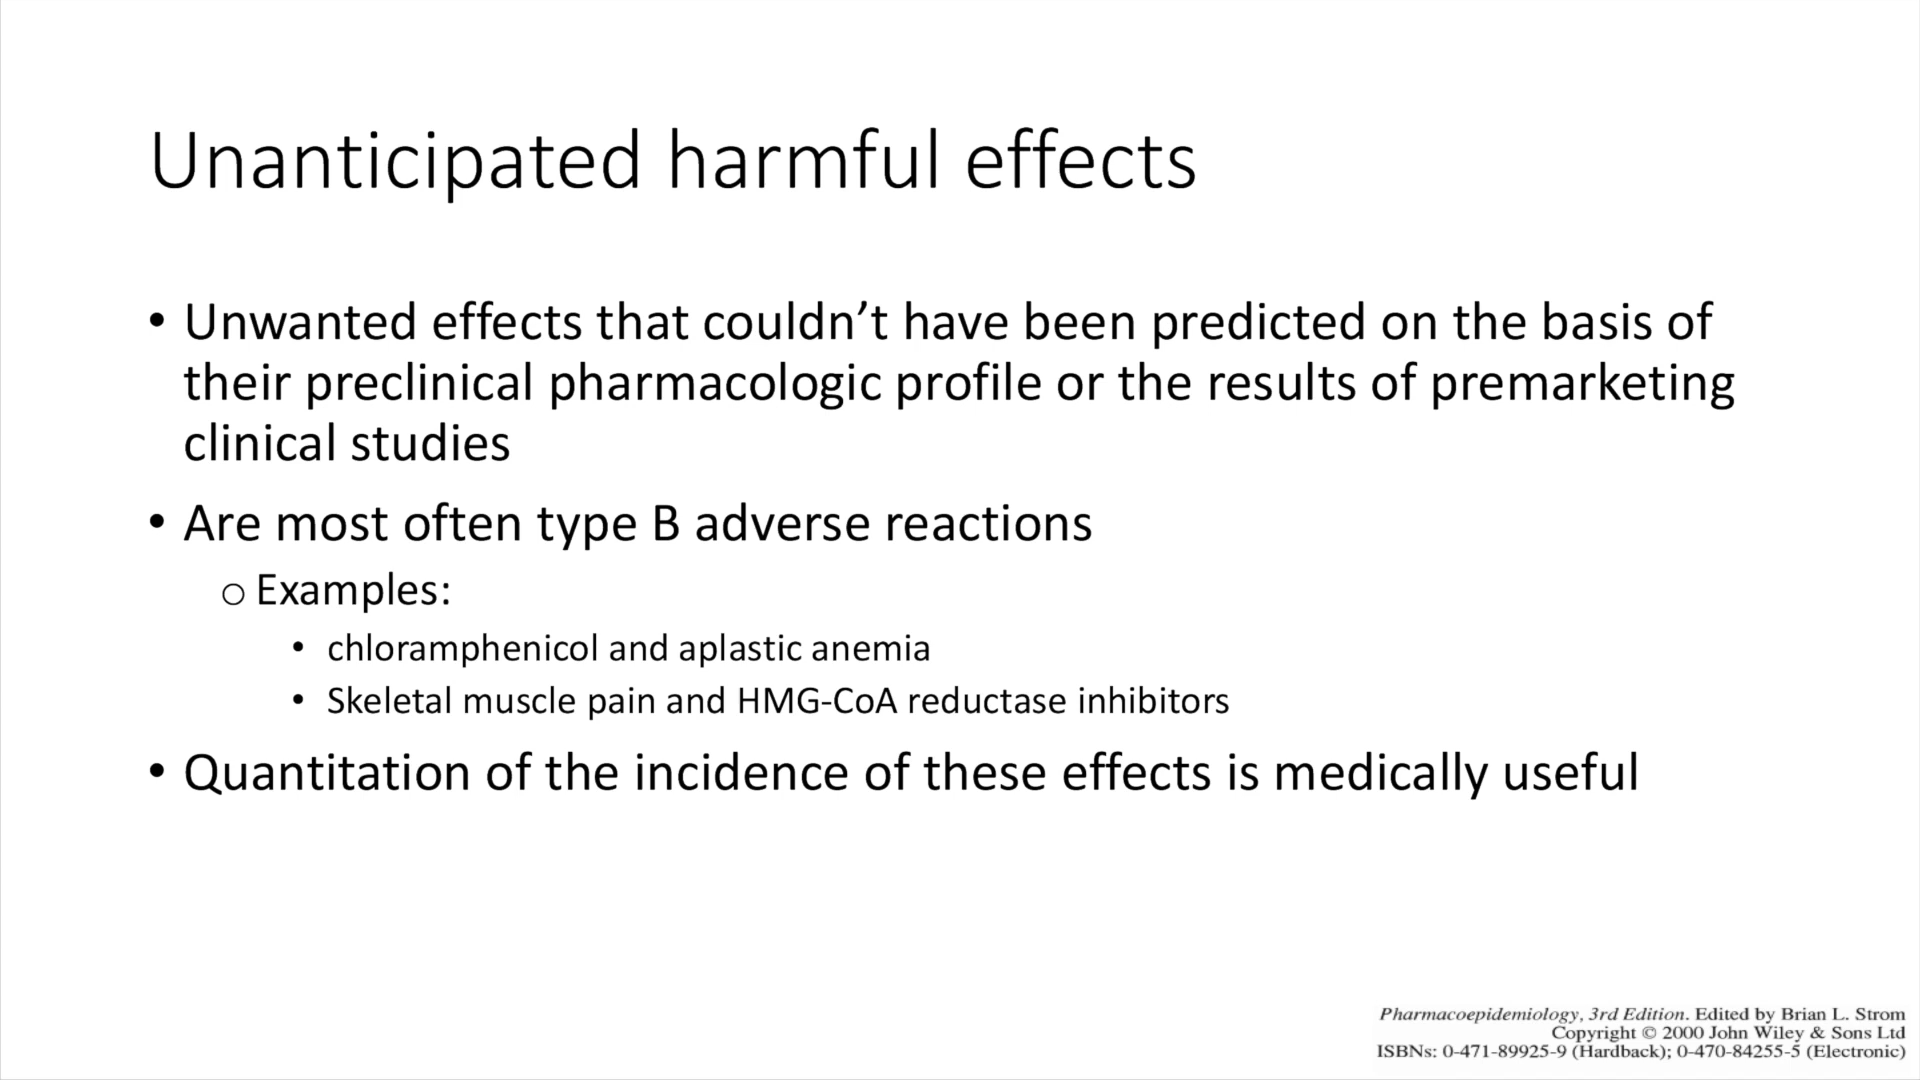 Unanticipated harmful effects
• Unwanted effects that couldn’t have been predicted on the basis of
their preclinical pharmacologic profile or the results of premarketing
clinical studies
• Are most often type B adverse reactions
o Examples:
• chloramphenicol and aplastic anemia
• Skeletal muscle pain and HMG-CoA reductase inhibitors
• Quantitation of the incidence of these effects is medically useful
Pharmacoepidemiology, 3rd Edition. Edited by Brian L. Strom
Copyright © 2000 John Wiley & Sons Ltd
ISBNs: 0-471-89925-9 (Hardback); 0-470-84255-5 (Electronic)